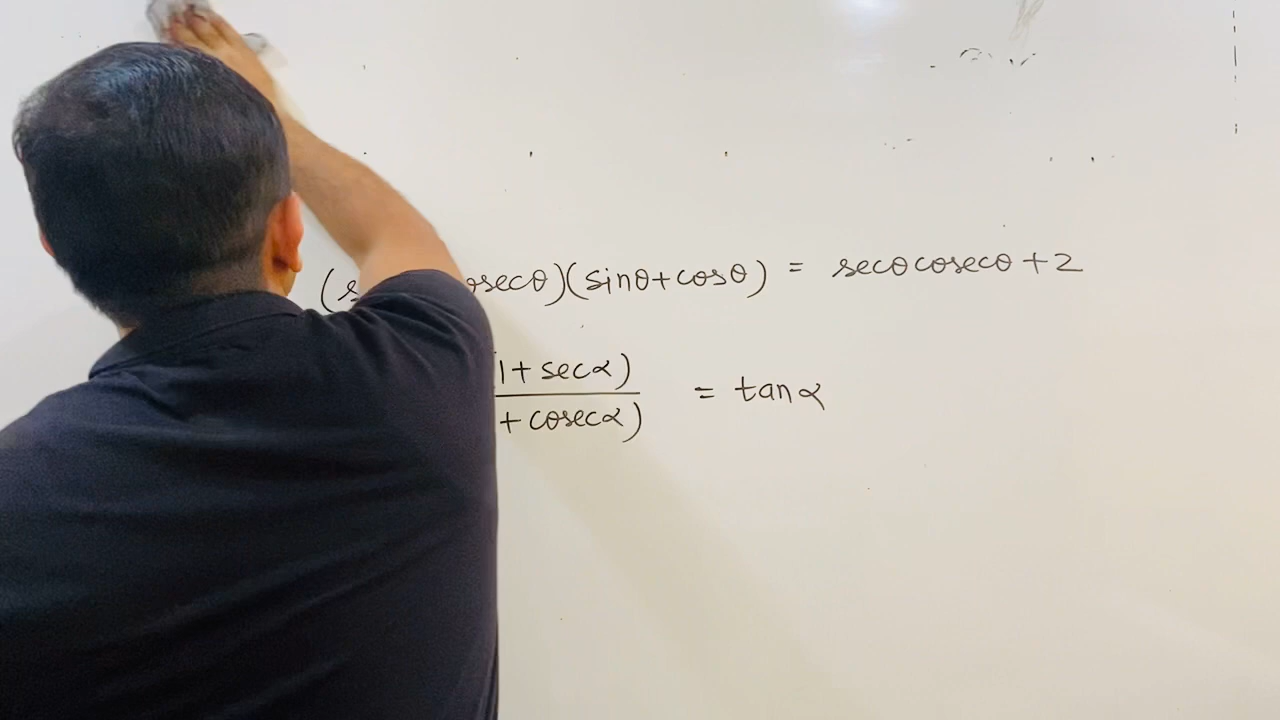 (s osecθ)(sinθ+cosθ) = secθcosecθ+2
1+secα)
+ cosecα) = tanα